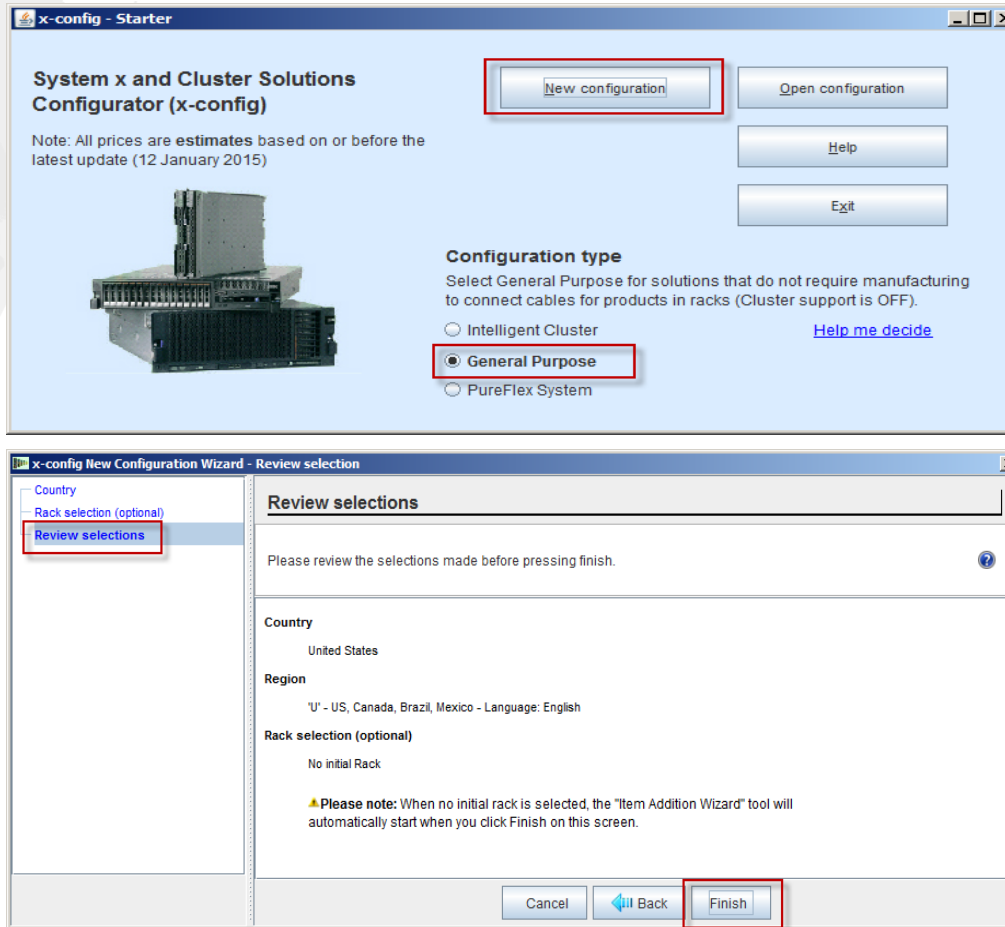 x-config - Starter
System x and Cluster Solutions
Configurator (x-config)
Note: All prices are estimates based on or before the
latest update (12 January 2015)
New configuration
Open configuration
Help
Exit
Configuration type
Select General Purpose for solutions that do not require manufacturing
to connect cables for products in racks (Cluster support is OFF).
Intelligent Cluster
Help me decide
General Purpose
PureFlex System
x-config New Configuration Wizard - Review selection
Country
Rack selection (optional)
Review selections
Review selections
Please review the selections made before pressing finish.
Country
United States
Region
'U' - US, Canada, Brazil, Mexico - Language: English
Rack selection (optional)
No initial Rack
Please note: When no initial rack is selected, the "Item Addition Wizard" tool will
automatically start when you click Finish on this screen.
Cancel
Back
Finish